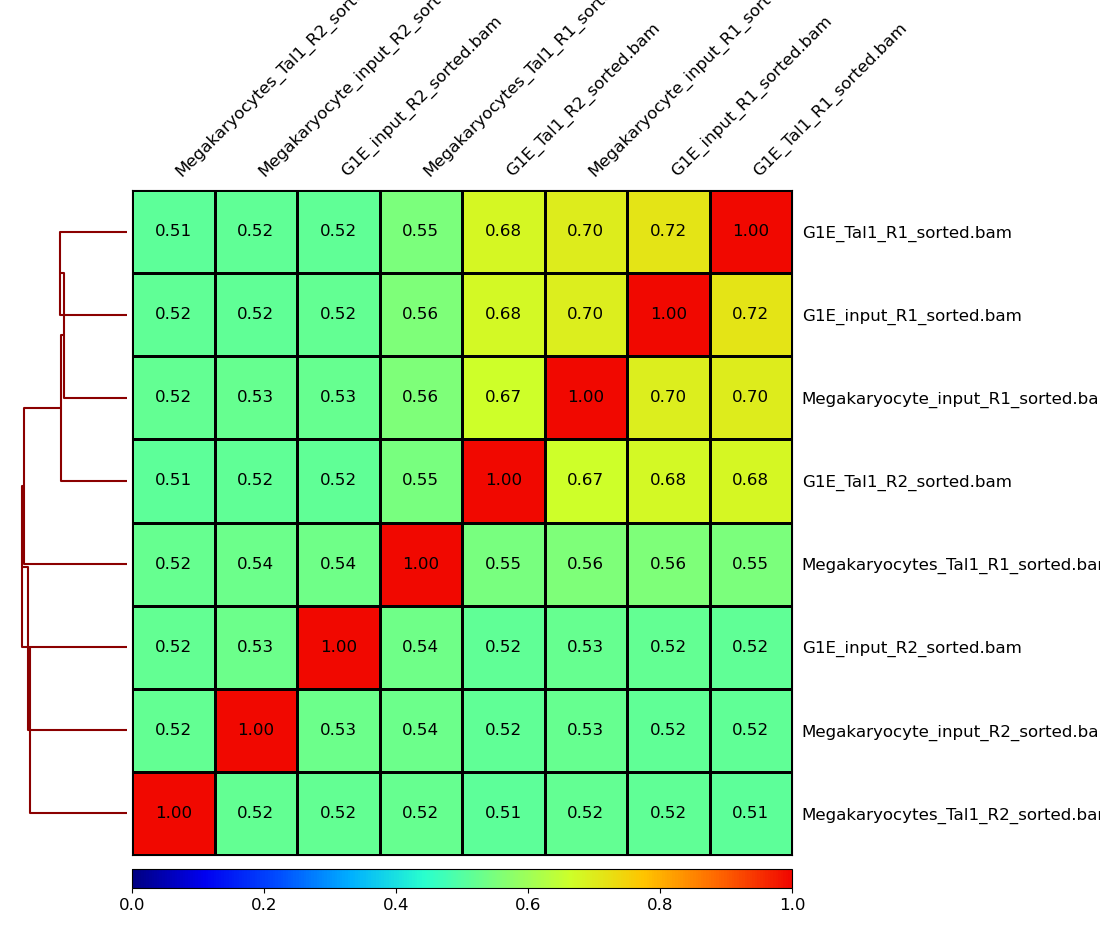 Megakaryocytes_Tal1_R2_sort
Megakaryocyte_input_R2_sor
G1E_input_R2_sorted.bam
Megakaryocytes_Tal1_R1_sort
G1E_Tal1_R2_sorted.bam
Megakaryocyte_input_R1_sor
G1E_input_R1_sorted.bam
G1E_Tal1_R1_sorted.bam
0.51 0.52 0.52 0.55 0.68 0.70 0.72 1.00 G1E_Tal1_R1_sorted.bam
0.52 0.52 0.52 0.56 0.68 0.70 1.00 0.72 G1E_input_R1_sorted.bam
0.52 0.53 0.53 0.56 0.67 1.00 0.70 0.70 Megakaryocyte_input_R1_sorted.ba
0.51 0.52 0.52 0.55 1.00 0.67 0.68 0.68 G1E_Tal1_R2_sorted.bam
0.52 0.54 0.54 1.00 0.55 0.56 0.56 0.55 Megakaryocytes_Tal1_R1_sorted.bar
0.52 0.53 1.00 0.54 0.52 0.53 0.52 0.52 G1E_input_R2_sorted.bam
0.52 1.00 0.53 0.54 0.52 0.53 0.52 0.52 Megakaryocyte_input_R2_sorted.ba
1.00 0.52 0.52 0.52 0.51 0.52 0.52 0.51 Megakaryocytes_Tal1_R2_sorted.bar
0.0 0.2 0.4 0.6 0.8 1.0